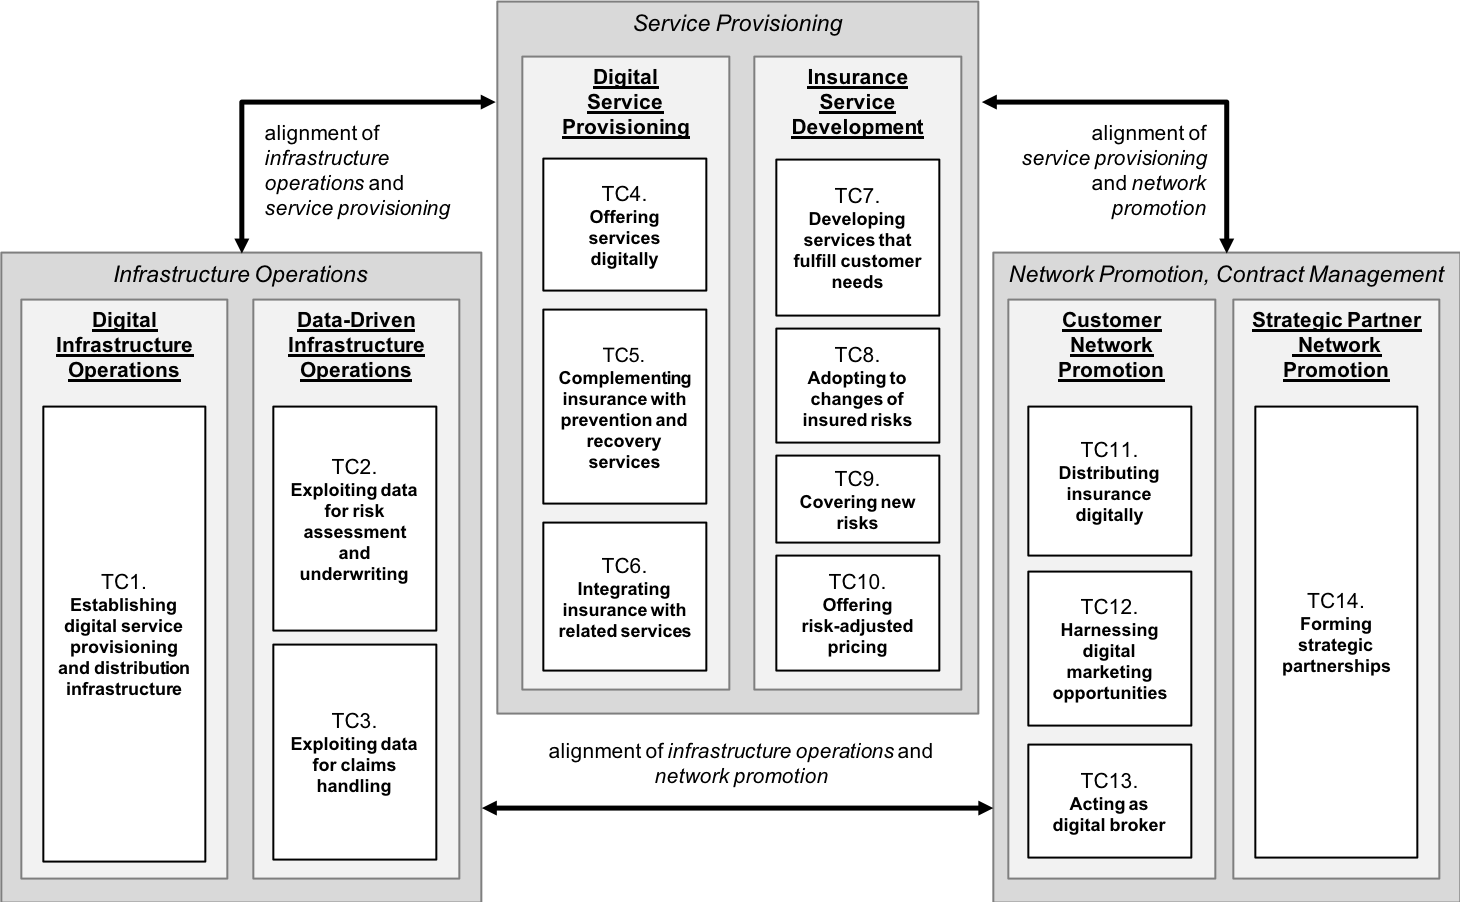 Service Provisioning
Digital
Service
Provisioning
TC4.
Offering
services
digitally
TC5.
Complementing
insurance with
prevention and
recovery
services
TC6.
Integrating
insurance with
related services
Insurance
Service
Development
TC7.
Developing
services that
fulfill customer
needs
TC8.
Adopting to
changes of
insured risks
TC9.
Covering new
risks
TC10.
Offering
risk-adjusted
pricing
alignment of
infrastructure
operations and
service provisioning
alignment of
service provisioning
and network
promotion
Infrastructure Operations
Digital
Infrastructure
Operations
TC1.
Establishing
digital service
provisioning
and distribution
infrastructure
Data-Driven
Infrastructure
Operations
TC2.
Exploiting data
for risk
assessment
and
underwriting
TC3.
Exploiting data
for claims
handling
alignment of infrastructure operations and
network promotion
Network Promotion, Contract Management
Customer
Network
Promotion
TC11.
Distributing
insurance
digitally
TC12.
Harnessing
digital
marketing
opportunities
TC13.
Acting as
digital broker
Strategic Partner
Network
Promotion
TC14.
Forming
strategic
partnerships